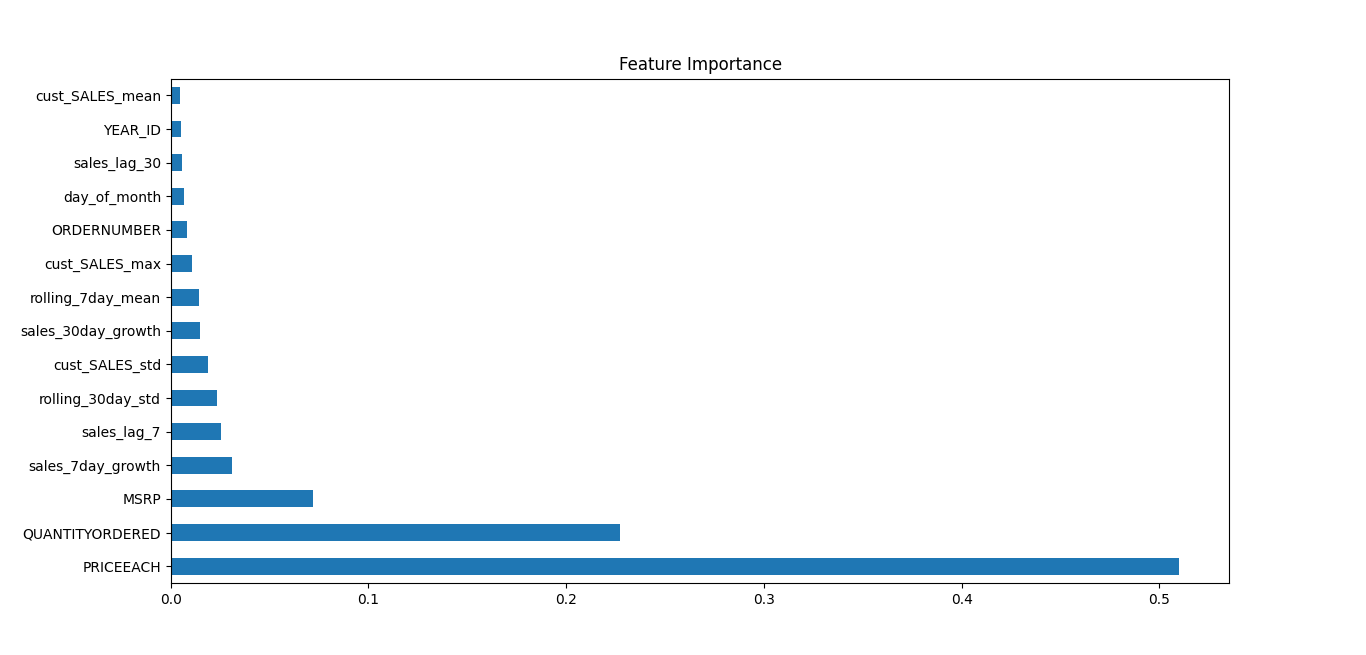 Feature Importance
cust_SALES_mean
YEAR_ID
sales_lag_30
day_of_month
ORDERNUMBER
cust_SALES_max
rolling_7day_mean
sales_30day_growth
cust_SALES_std
rolling_30day_std
sales_lag_7
sales_7day_growth
MSRP
QUANTITYORDERED
PRICEEACH
0.0 0.1 0.2 0.3 0.4 0.5